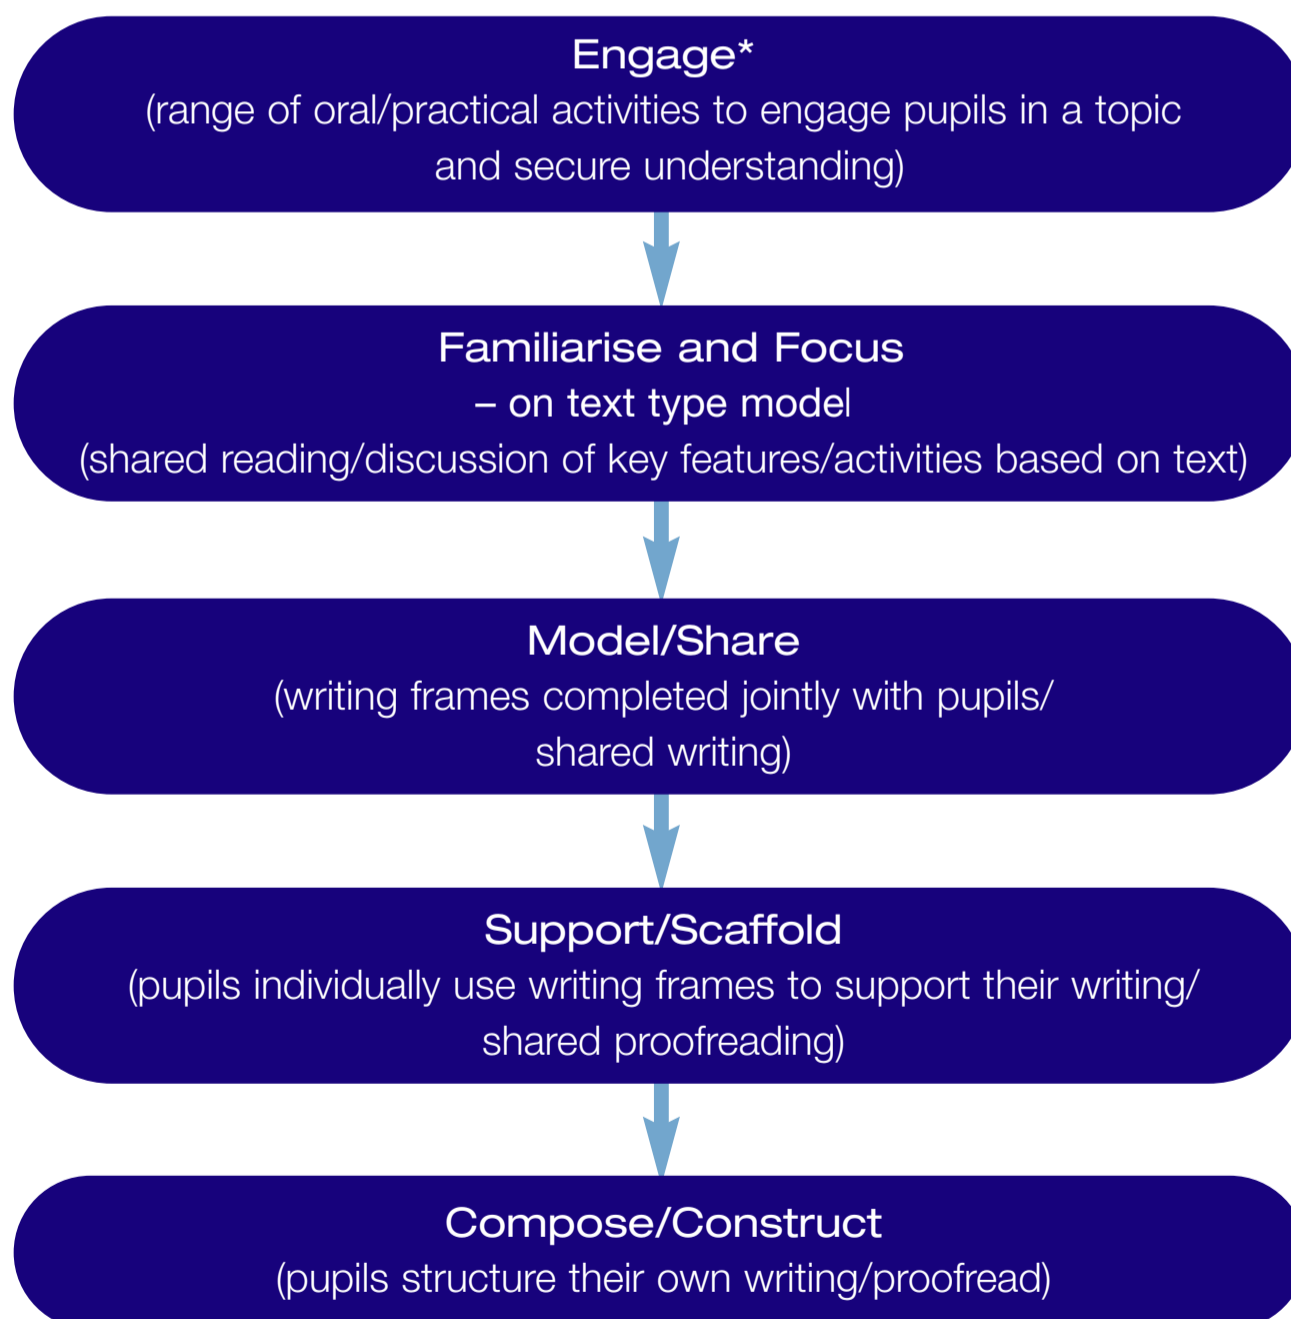 Engage*
(range of oral/practical activities to engage pupils in a topic
and secure understanding)
Familiarise and Focus
– on text type model
(shared reading/discussion of key features/activities based on text)
Model/Share
(writing frames completed jointly with pupils/
shared writing)
Support/Scaffold
(pupils individually use writing frames to support their writing/
shared proofreading)
Compose/Construct
(pupils structure their own writing/proofread)